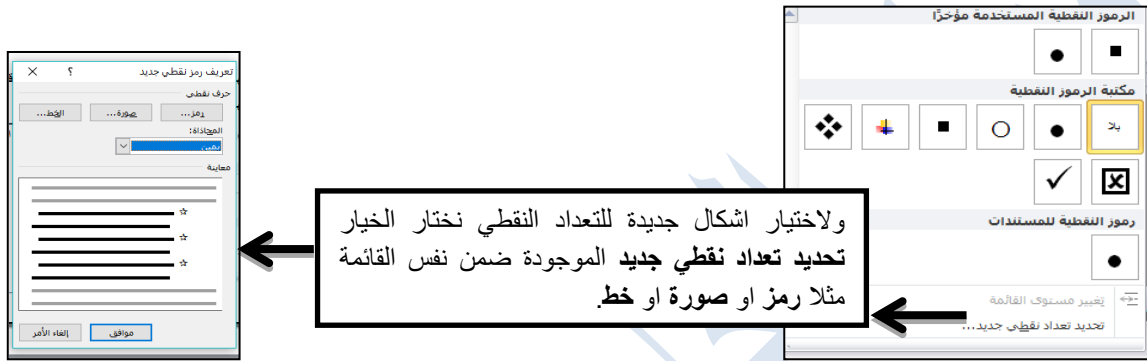 الرموز النقطية المستخدمة مؤخرًا
مكتبة الرموز النقطية
بلا
رموز النقطية للمستندات
تغيير مستوى القائمة
تحديد تعداد نقطي جديد...
ولاختيار اشكال جديدة للتعداد النقطي نختار الخيار
تحديد تعداد نقطي جديد الموجودة ضمن نفس القائمة
مثلا رمز او صورة او خط.
تعريف رمز نقطي جديد ؟
حرف نقطي
رمز... صورة... الخط...
المحاذاة:
يمين
معاينة
موافق إلغاء الأمر